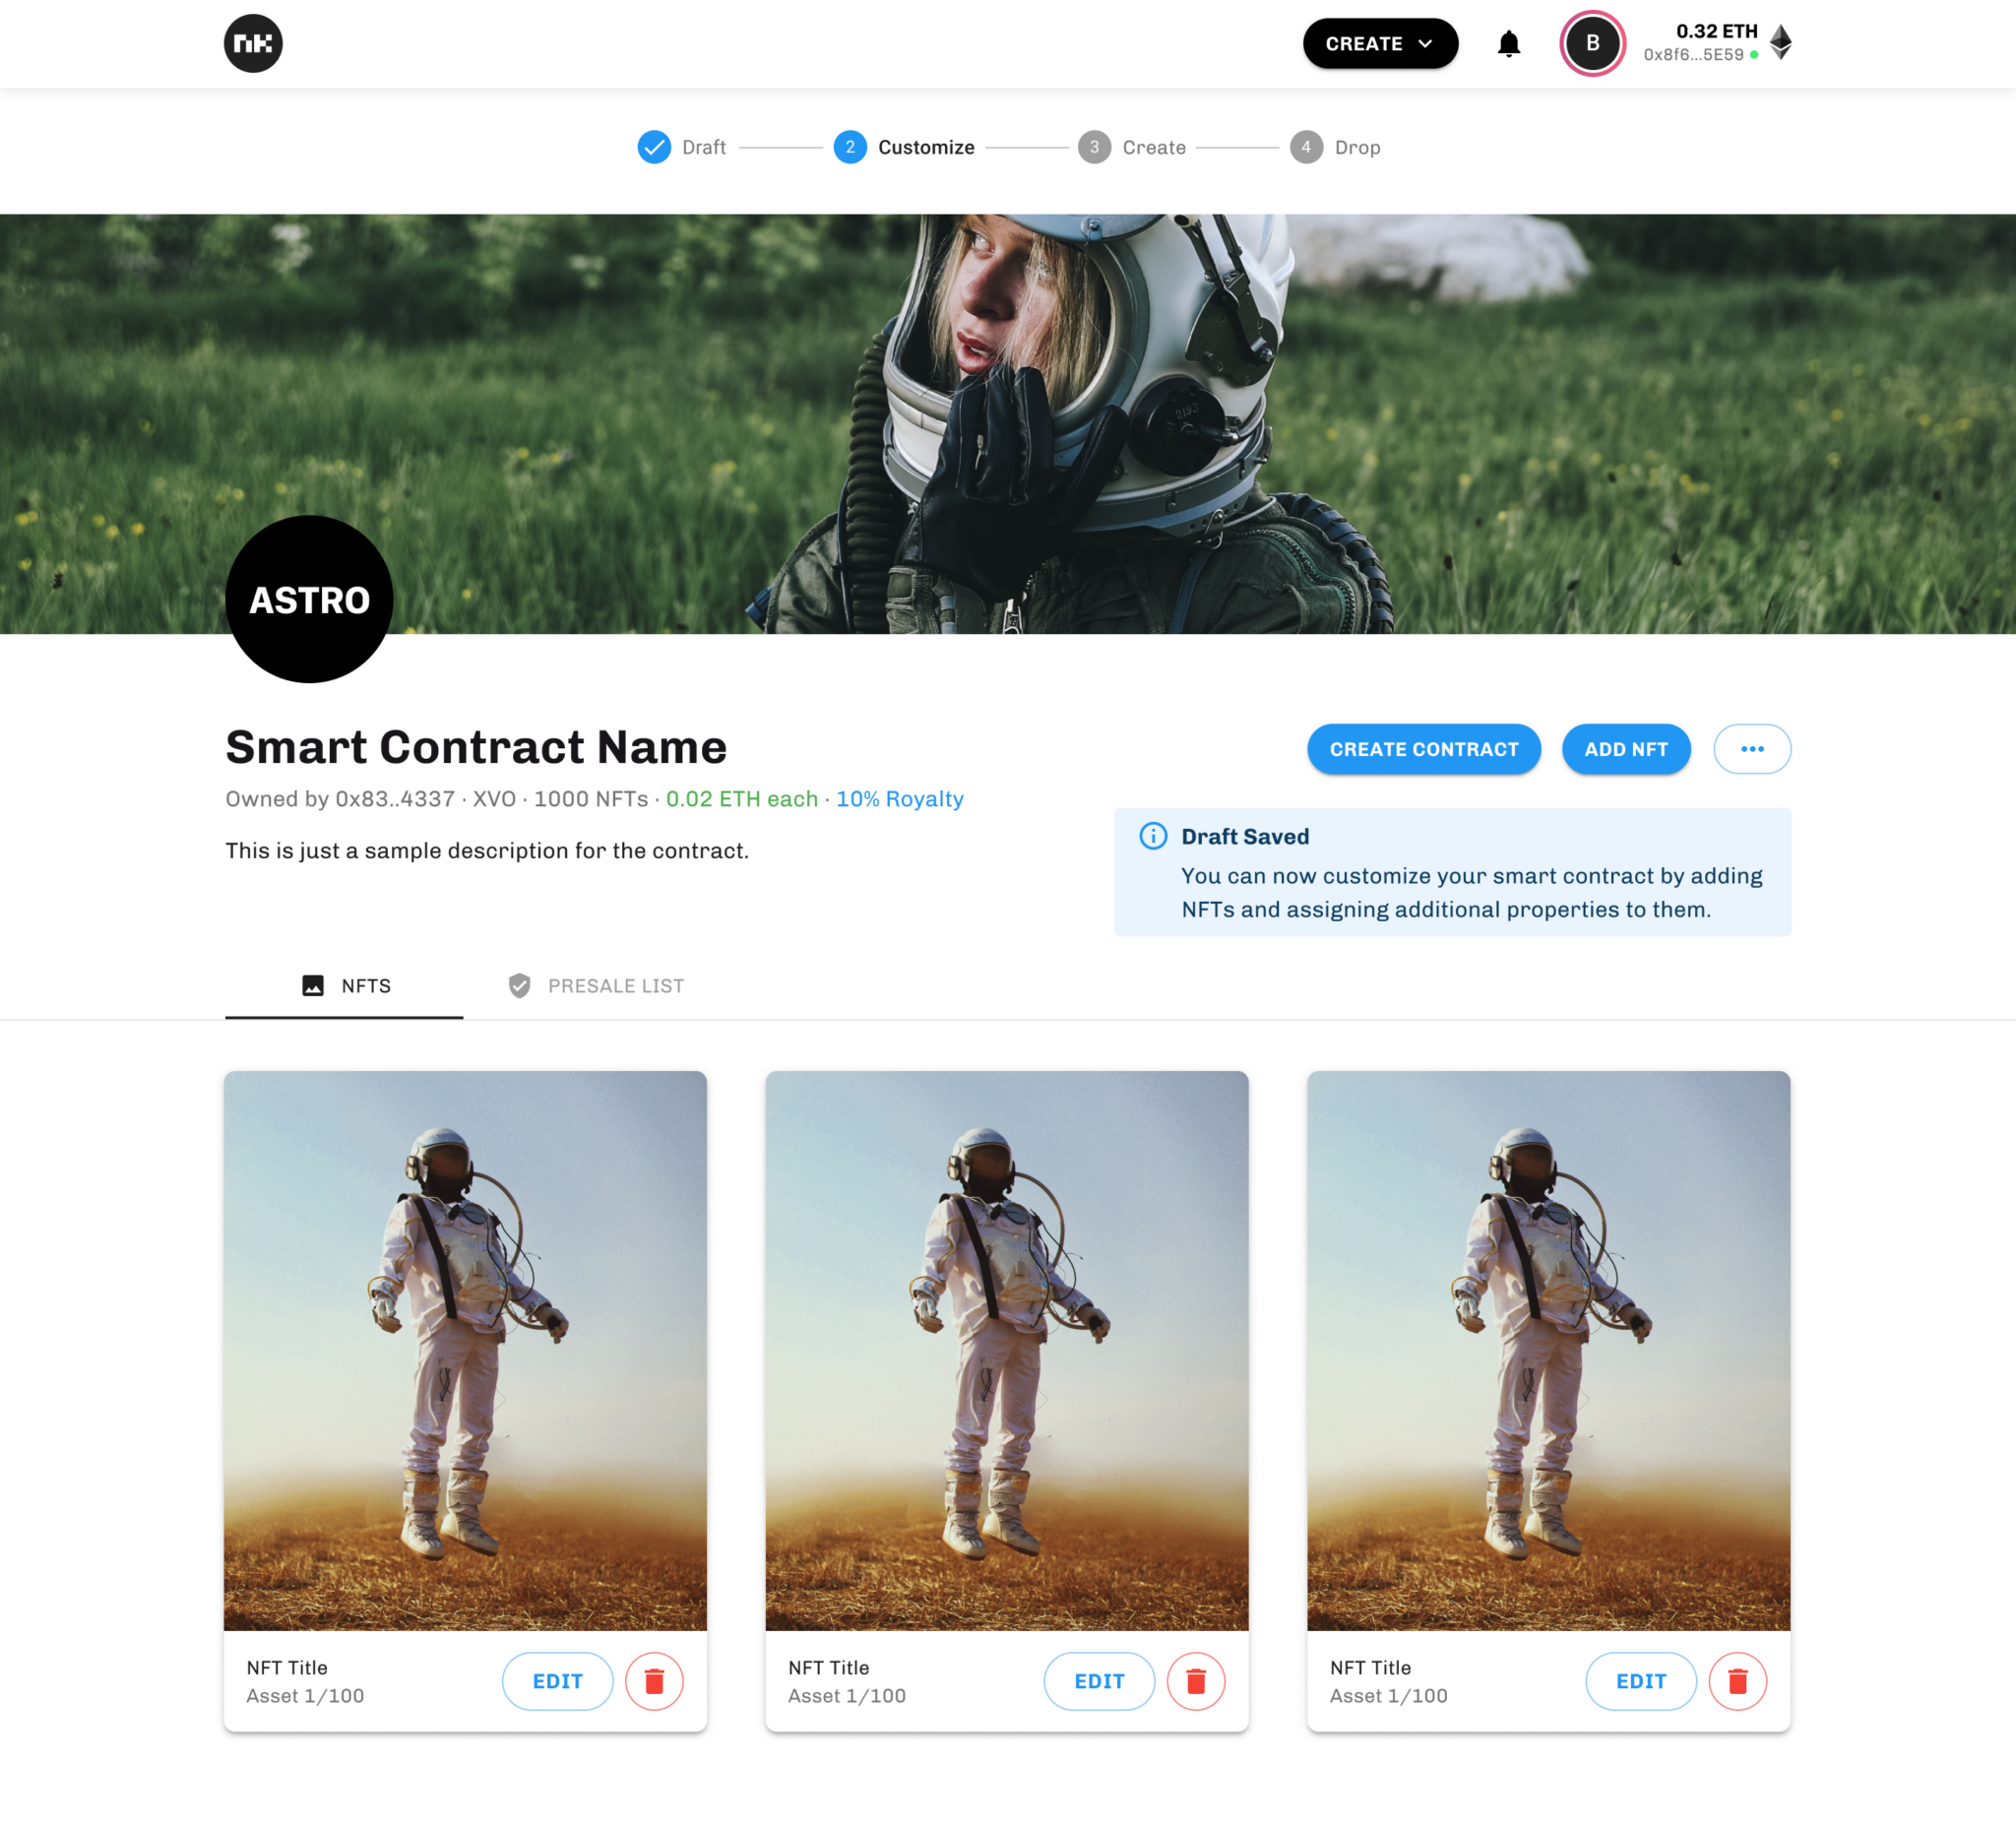 nk
CREATE
B
0.32 ETH
0x8f6...5E59
Draft
2 Customize
3 Create
4 Drop
2193
ASTRO
Smart Contract Name
CREATE CONTRACT
ADD NFT
Owned by 0x83..4337 · XVO · 1000 NFTs · 0.02 ETH each · 10% Royalty
This is just a sample description for the contract.
Draft Saved
You can now customize your smart contract by adding
NFTs and assigning additional properties to them.
NFTS
PRESALE LIST
NFT Title
Asset 1/100
EDIT
NFT Title
Asset 1/100
EDIT
NFT Title
Asset 1/100
EDIT